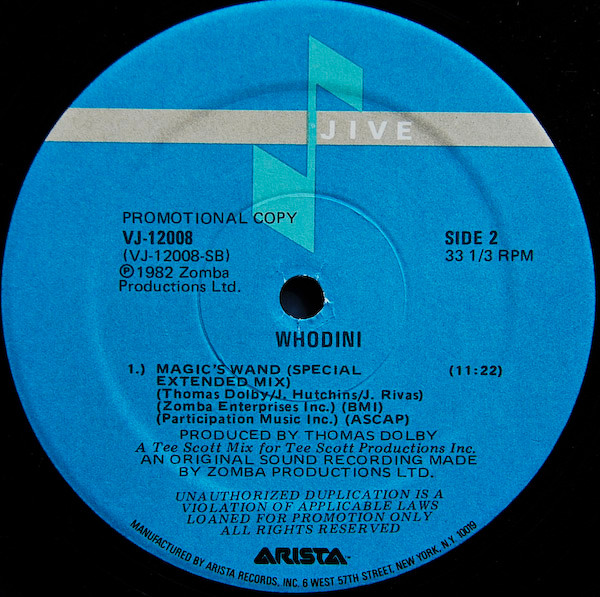 JIVE
PROMOTIONAL COPY
VJ-12008
(VJ-12008-SB)
℗1982 Zomba
Productions Ltd.
SIDE 2
33 1/3 RPM
WHODINI
1.) MAGIC'S WAND (SPECIAL (11:22)
EXTENDED MIX)
(Thomas Dolby/J. Hutchins/J. Rivas)
(Zomba Enterprises Inc.) (BMI)
(Participation Music Inc.) (ASCAP)
PRODUCED BY THOMAS DOLBY
A Tee Scott Mix for Tee Scott Productions Inc.
AN ORIGINAL SOUND RECORDING MADE
BY ZOMBA PRODUCTIONS LTD.
UNAUTHORIZED DUPLICATION IS A
VIOLATION OF APPLICABLE LAWS
LOANED FOR PROMOTION ONLY
ALL RIGHTS RESERVED
ARISTA™
MANUFACTURED BY ARISTA RECORDS, INC. 6 WEST 57TH STREET, NEW YORK, N.Y. 10019